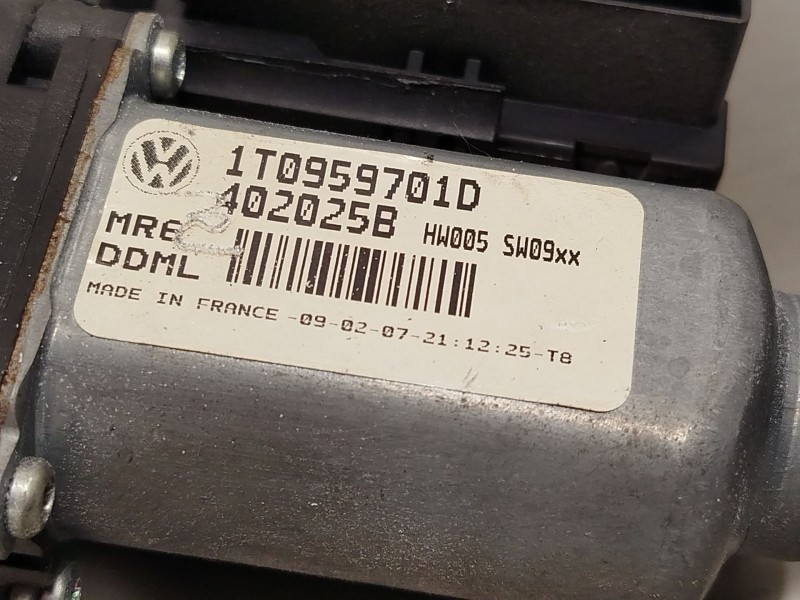 1T0959701D
402025B HW005 SW09xx
DDML
MADE IN FRANCE -09-02-07-21:12:25-T8